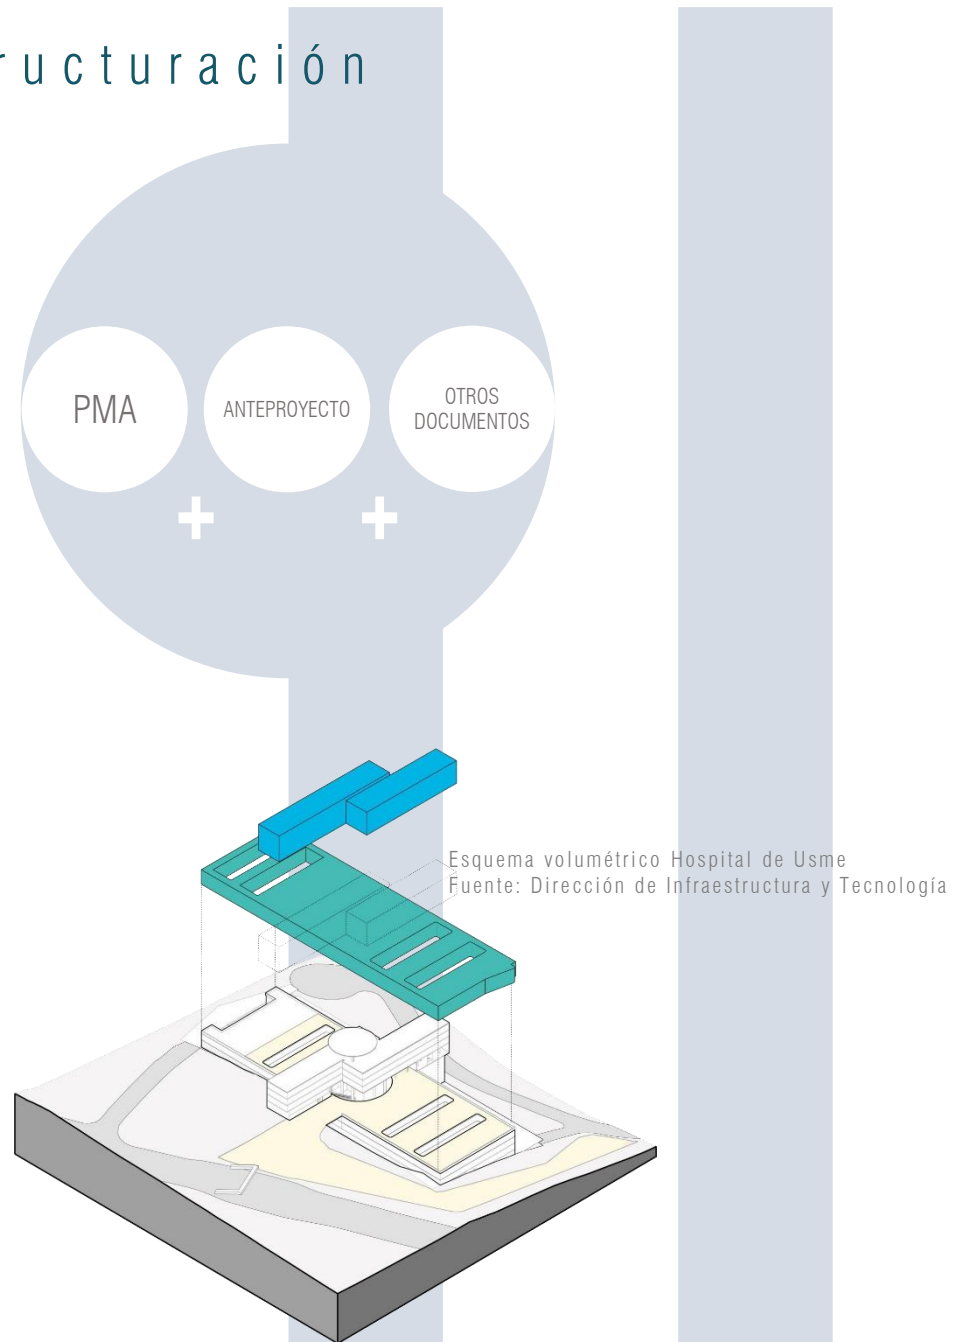 ructuración
PMA
ANTEPROYECTO
OTROS
DOCUMENTOS
+ +
Esquema volumétrico Hospital de Usme
Fuente: Dirección de Infraestructura y Tecnología